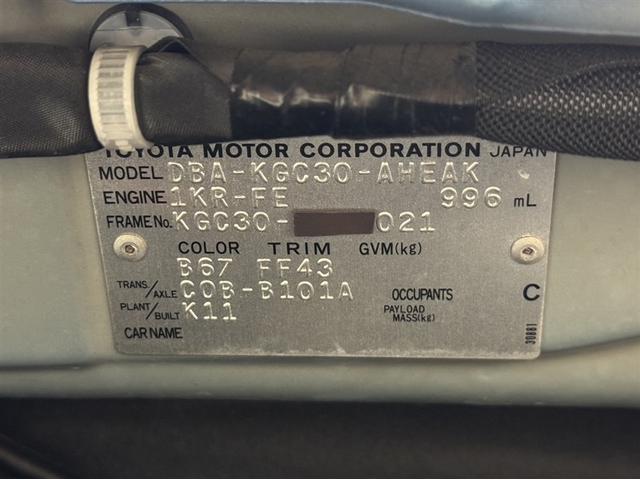 TOYOTA MOTOR CORPORATION JAPAN
MODEL DBA-KGC30-AHEAK
ENGINE 1KR-FE 996 mL
FRAME No. KGC30- 021
COLOR TRIM GVM(kg)
B67 FF43
TRANS./AXLE C0B-B101A OCCUPANTS C
PLANT/BUILT K11 PAYLOAD MASS(kg)
CAR NAME
30881